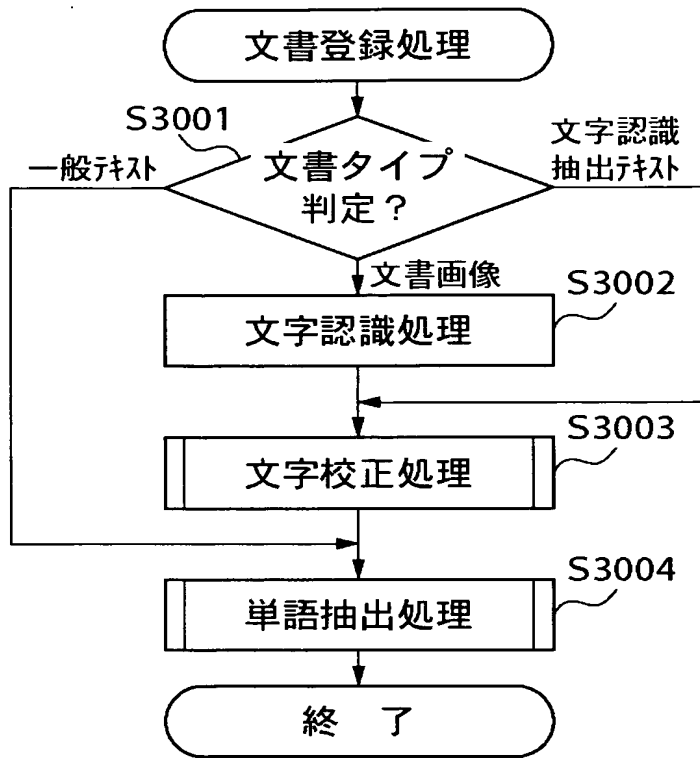 文書登録処理
S3001
一般ﾃｷｽﾄ
文書タイプ
判定？
文字認識
抽出ﾃｷｽﾄ
文書画像
S3002
文字認識処理
S3003
文字校正処理
S3004
単語抽出処理
終　了